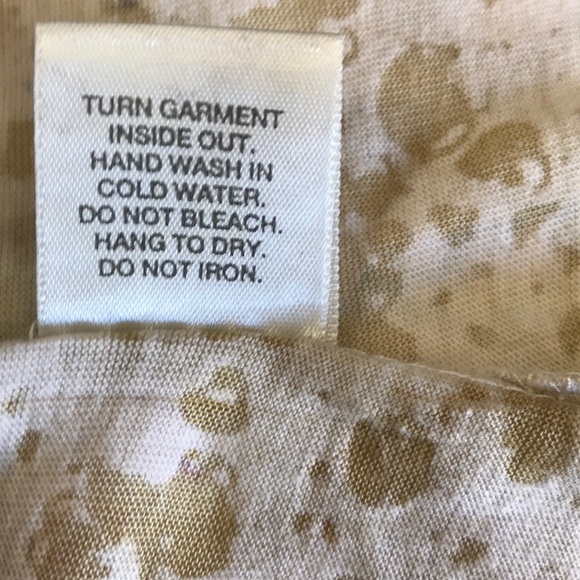 TURN GARMENT
INSIDE OUT.
HAND WASH IN
COLD WATER.
DO NOT BLEACH.
HANG TO DRY.
DO NOT IRON.